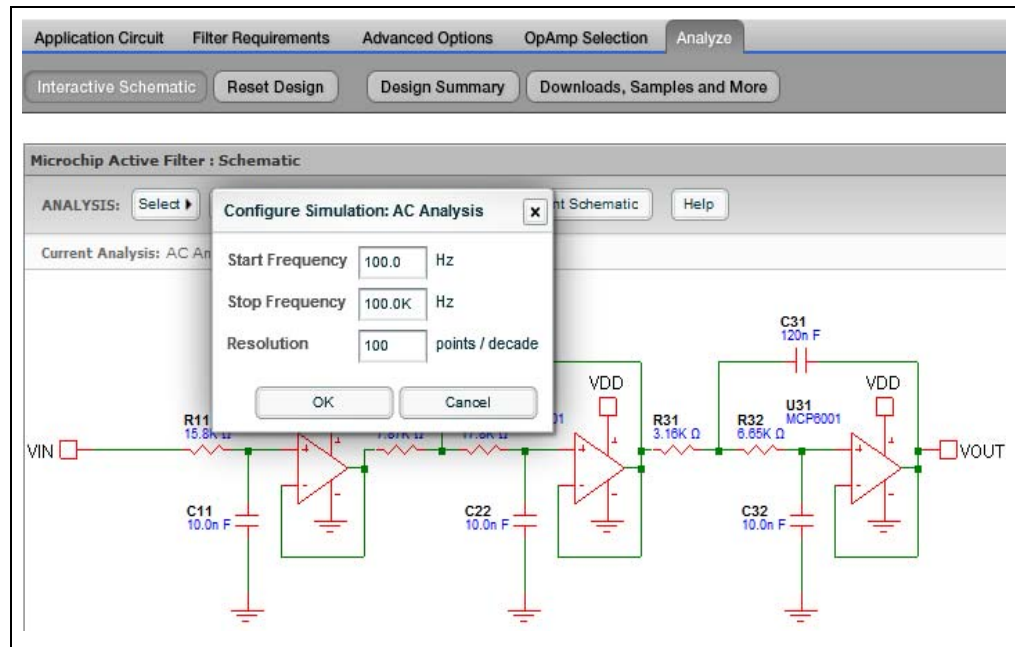 Application Circuit Filter Requirements Advanced Options OpAmp Selection Analyze
Interactive Schematic Reset Design Design Summary Downloads, Samples and More
Microchip Active Filter : Schematic
ANALYSIS: Select Schematic Help
Current Analysis: AC
Configure Simulation: AC Analysis x
Start Frequency 100.0 Hz
Stop Frequency 100.0K Hz
Resolution 100 points / decade
OK Cancel
C31
120n F
VDD VDD
R11 R31 R32 U31
15.8K Ω 3.16K Ω 6.65K Ω MCP6001
VIN VOUT
C11 C22 C32
10.0n F 10.0n F 10.0n F